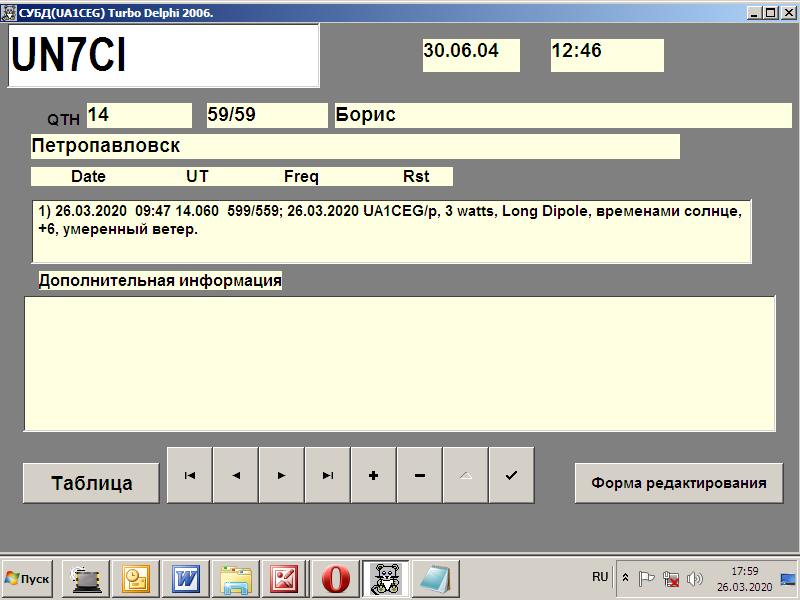 СУБД(UA1CEG) Turbo Delphi 2006.
UN7CI 30.06.04 12:46
QTH 14 59/59 Борис
Петропавловск
Date UT Freq Rst
1) 26.03.2020 09:47 14.060 599/559; 26.03.2020 UA1CEG/p, 3 watts, Long Dipole, временами солнце,
+6, умеренный ветер.
Дополнительная информация
Таблица Форма редактирования
Пуск RU 17:59
26.03.2020